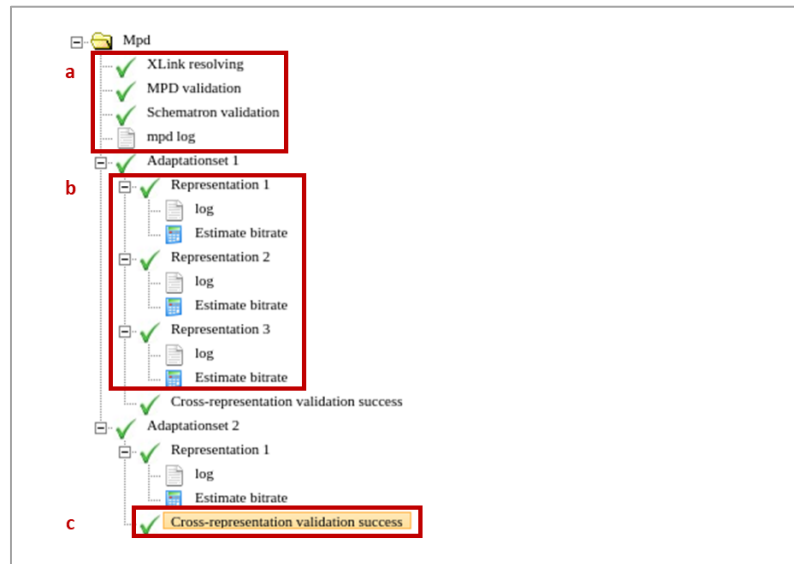 Mpd
a
XLink resolving
MPD validation
Schematron validation
mpd log
Adaptationset 1
b
Representation 1
log
Estimate bitrate
Representation 2
log
Estimate bitrate
Representation 3
log
Estimate bitrate
Cross-representation validation success
Adaptationset 2
Representation 1
log
Estimate bitrate
c
Cross-representation validation success